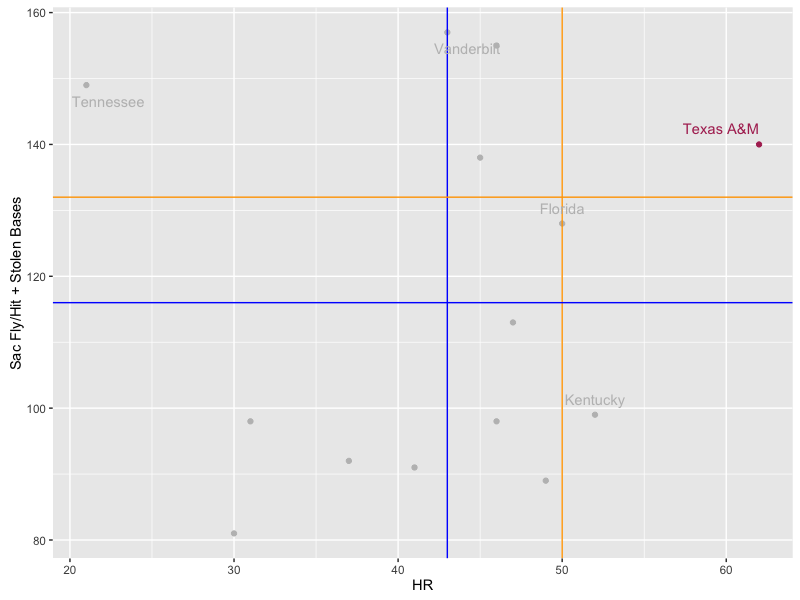 160
Vanderbilt
Tennessee
Texas A&M
140
Florida
120
Kentucky
100
80
20
30
40
50
60
HR
Sac Fly/Hit + Stolen Bases